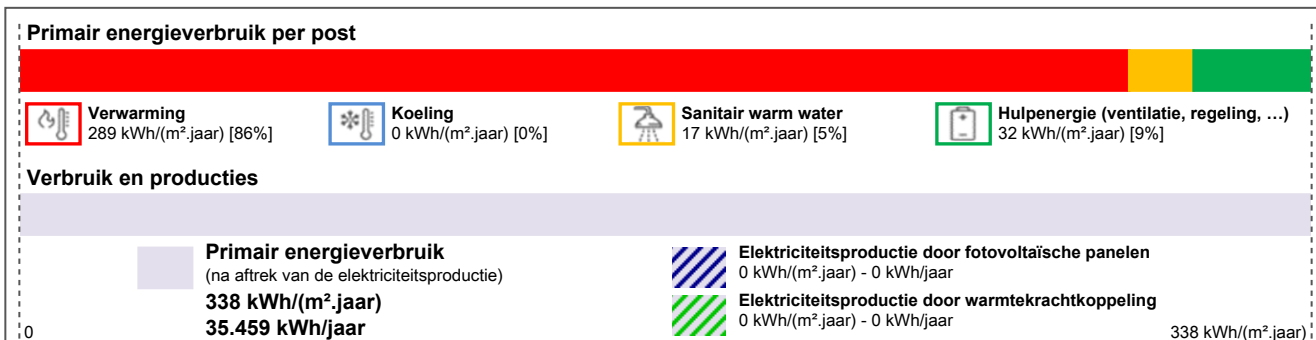 Primair energieverbruik per post
Verwarming
289 kWh/(m².jaar) [86%]
Koeling
0 kWh/(m².jaar) [0%]
Sanitair warm water
17 kWh/(m².jaar) [5%]
Hulpenergie (ventilatie, regeling, …)
32 kWh/(m².jaar) [9%]
Verbruik en producties
Primair energieverbruik
(na aftrek van de elektriciteitsproductie)
338 kWh/(m².jaar)
35.459 kWh/jaar
Elektriciteitsproductie door fotovoltaïsche panelen
0 kWh/(m².jaar) - 0 kWh/jaar
Elektriciteitsproductie door warmtekrachtkoppeling
0 kWh/(m².jaar) - 0 kWh/jaar
0
338 kWh/(m².jaar)